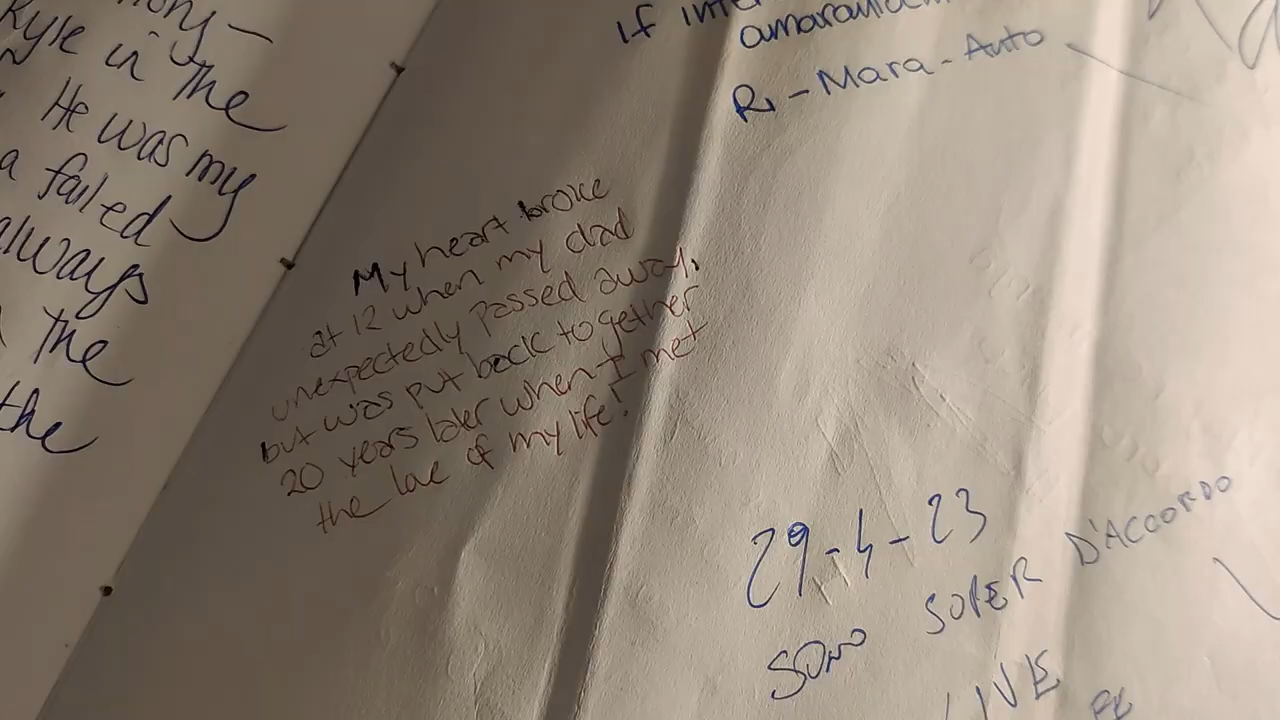 Kyle in the
He was my
a failed
always
the
the
If
R1-Mara-Auto
My heart broke
at 12 when my dad
unexpectedly passed away,
but was put back together
20 years later when I met
the love of my life!
29-4-23
SONO SUPER D'ACCORDO